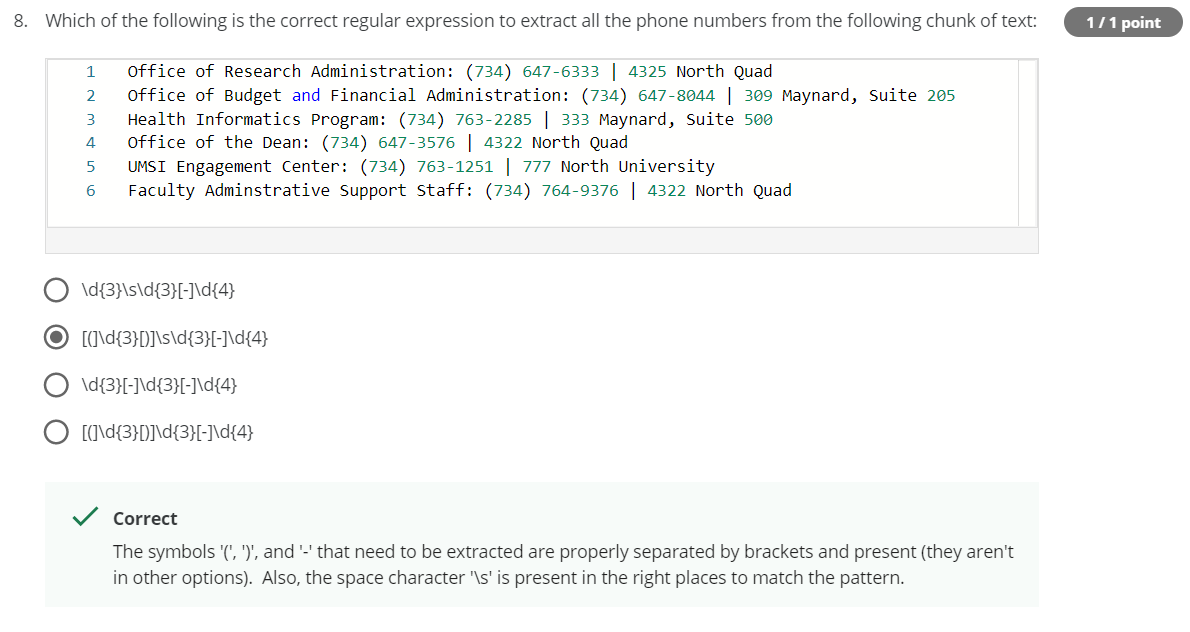 8. Which of the following is the correct regular expression to extract all the phone numbers from the following chunk of text:
1 / 1 point
1 Office of Research Administration: (734) 647-6333 | 4325 North Quad
2 Office of Budget and Financial Administration: (734) 647-8044 | 309 Maynard, Suite 205
3 Health Informatics Program: (734) 763-2285 | 333 Maynard, Suite 500
4 Office of the Dean: (734) 647-3576 | 4322 North Quad
5 UMSI Engagement Center: (734) 763-1251 | 777 North University
6 Faculty Adminstrative Support Staff: (734) 764-9376 | 4322 North Quad
\d{3}\s\d{3}[-]\d{4}
[(]\d{3}[)]\s\d{3}[-]\d{4}
\d{3}[-]\d{3}[-]\d{4}
[(]\d{3}[)]\d{3}[-]\d{4}
Correct
The symbols '(', ')', and '-' that need to be extracted are properly separated by brackets and present (they aren't
in other options). Also, the space character '\s' is present in the right places to match the pattern.